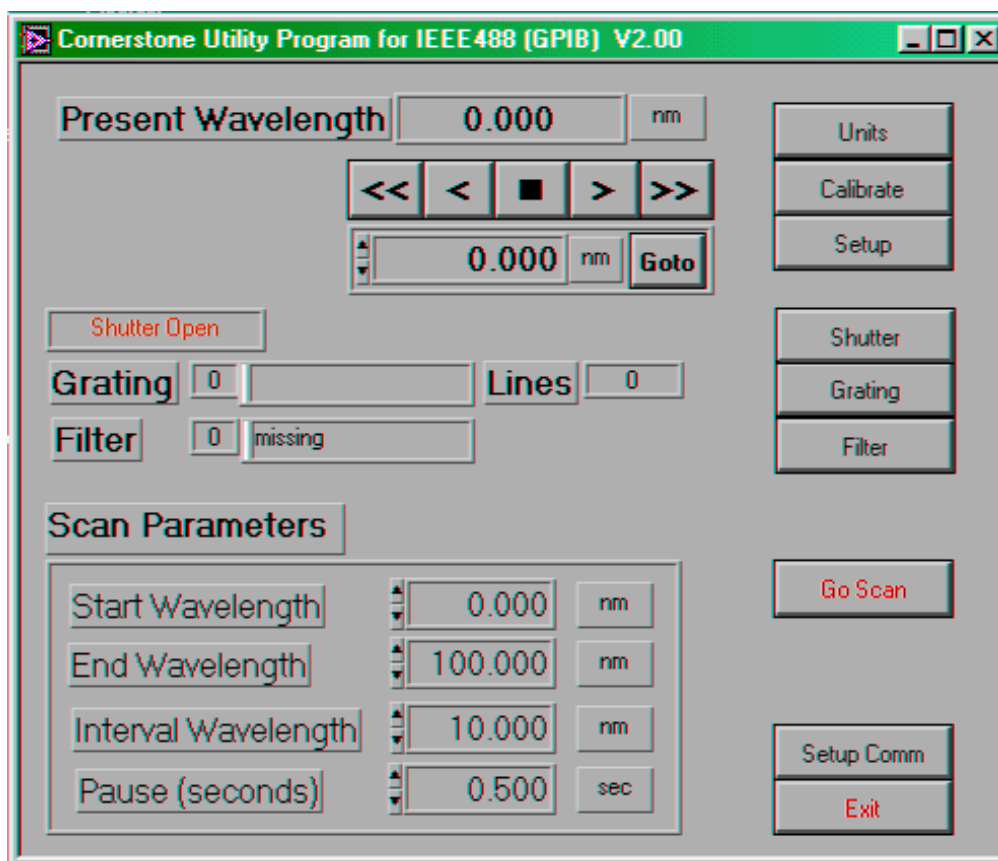 Cornerstone Utility Program for IEEE488 (GPIB) V2.00
Present Wavelength 0.000 nm
<< < ■ > >>
0.000 nm Goto
Units
Calibrate
Setup
Shutter Open
Grating 0 Lines 0
Filter 0 missing
Shutter
Grating
Filter
Scan Parameters
Start Wavelength 0.000 nm
End Wavelength 100.000 nm
Interval Wavelength 10.000 nm
Pause (seconds) 0.500 sec
Go Scan
Setup Comm
Exit